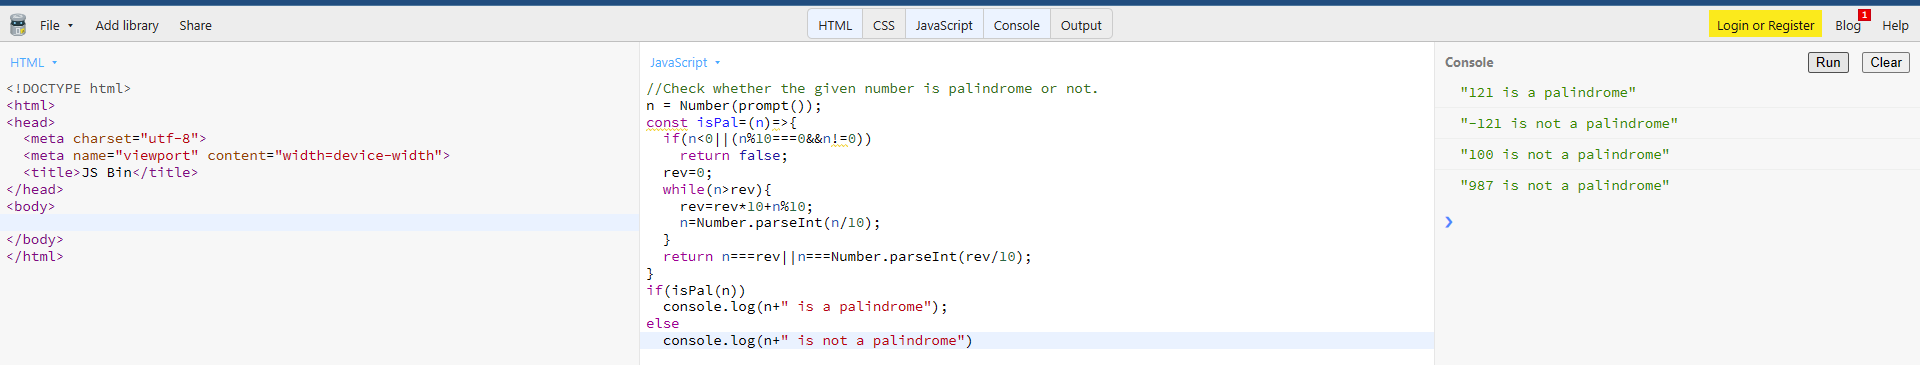 File Add library Share HTML CSS JavaScript Console Output Login or Register Blog 1 Help
HTML
<!DOCTYPE html>
<html>
<head>
  <meta charset="utf-8">
  <meta name="viewport" content="width=device-width">
  <title>JS Bin</title>
</head>
<body>

</body>
</html>
JavaScript
//Check whether the given number is palindrome or not.
n = Number(prompt());
const isPal=(n)=>{
  if(n<0||(n%10===0&&n!=0))
    return false;
  rev=0;
  while(n>rev){
    rev=rev*10+n%10;
    n=Number.parseInt(n/10);
  }
  return n===rev||n===Number.parseInt(rev/10);
}
if(isPal(n))
  console.log(n+" is a palindrome");
else
  console.log(n+" is not a palindrome")
Console Run Clear
"121 is a palindrome"
"-121 is not a palindrome"
"100 is not a palindrome"
"987 is not a palindrome"